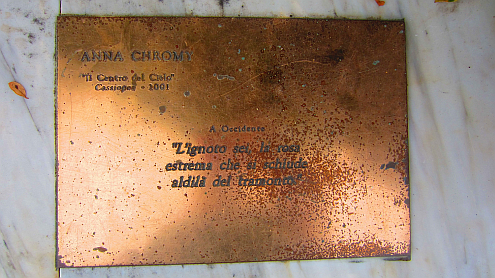 ANNA CHROMY
"Il Centro del Cielo"
Cassiopea - 2001
A Occidente
"L'ignoto sei, la rosa
estrema che si schiude
aldilà del tramonto"